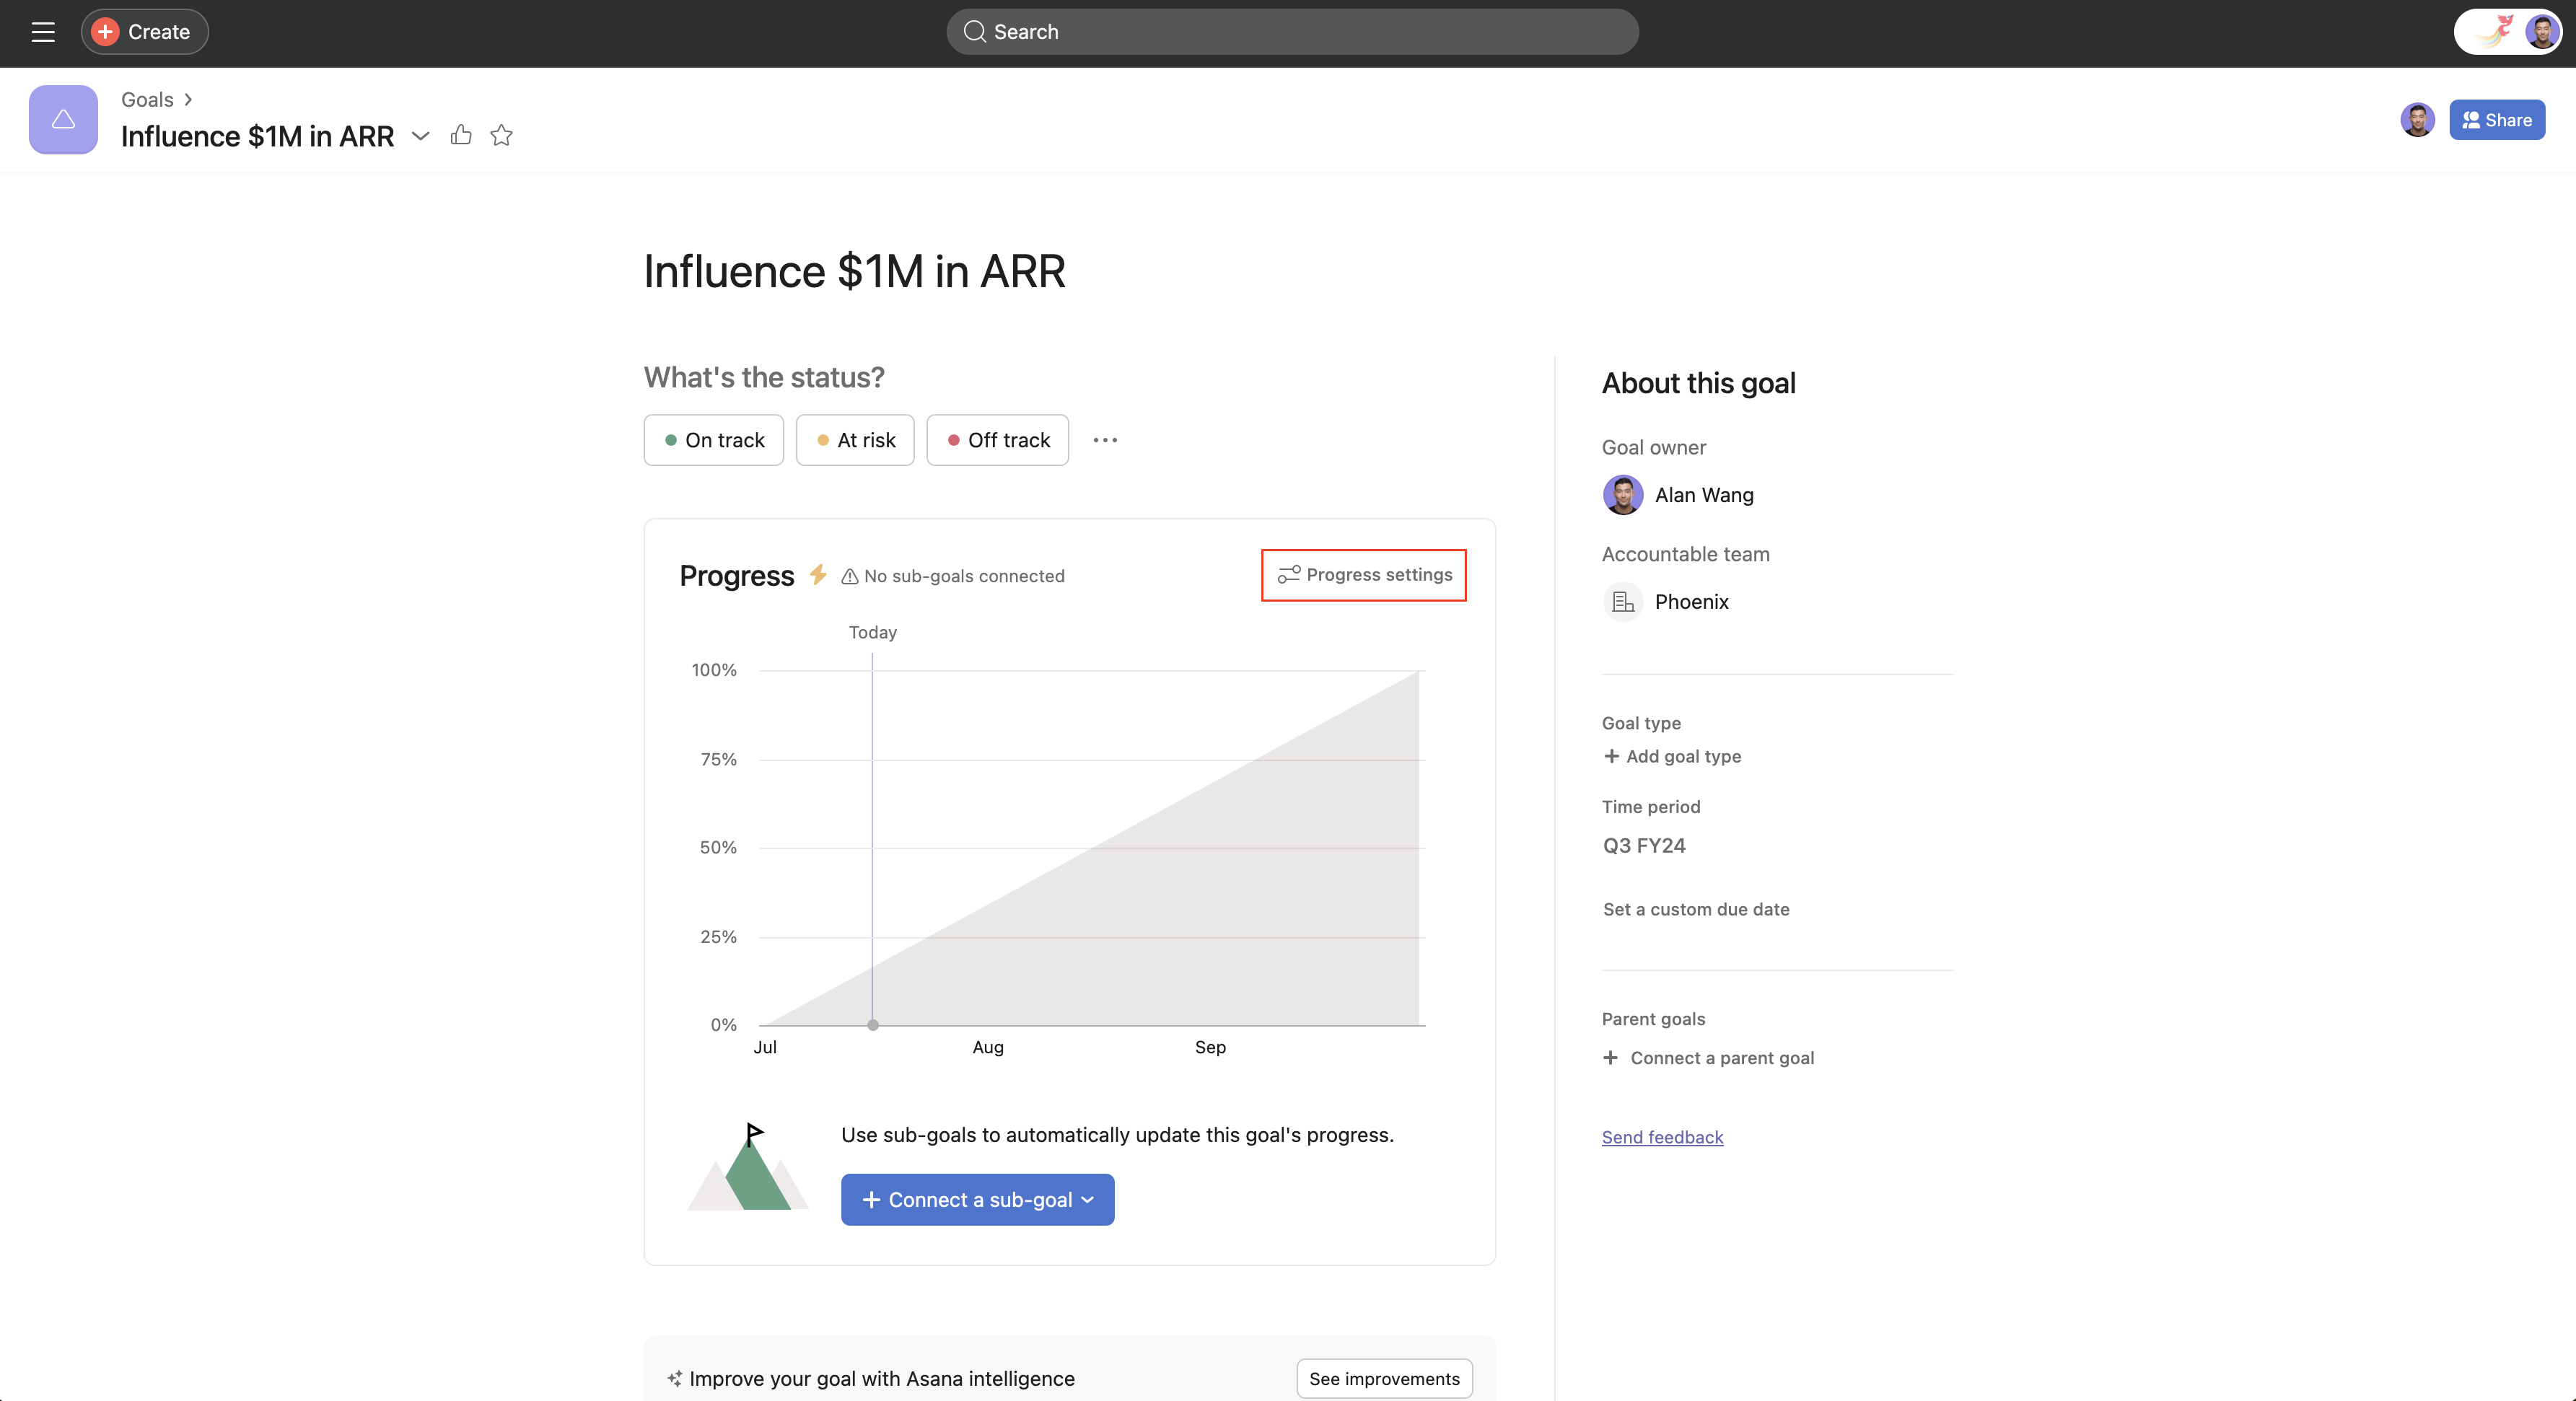 Create
Search
Goals
Influence $1M in ARR
Share
Influence $1M in ARR
What's the status?
On track
At risk
Off track
Progress
No sub-goals connected
Progress settings
Today
100%
75%
50%
25%
0%
Jul
Aug
Sep
Use sub-goals to automatically update this goal's progress.
Connect a sub-goal
Improve your goal with Asana intelligence
See improvements
About this goal
Goal owner
Alan Wang
Accountable team
Phoenix
Goal type
Add goal type
Time period
Q3 FY24
Set a custom due date
Parent goals
Connect a parent goal
Send feedback